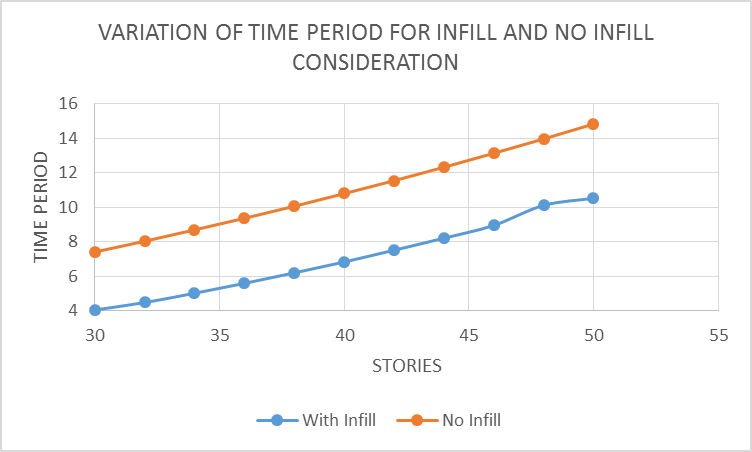 VARIATION OF TIME PERIOD FOR INFILL AND NO INFILL
CONSIDERATION
TIME PERIOD
16
14
12
10
8
6
4
30 35 40 45 50 55
STORIES
With Infill No Infill